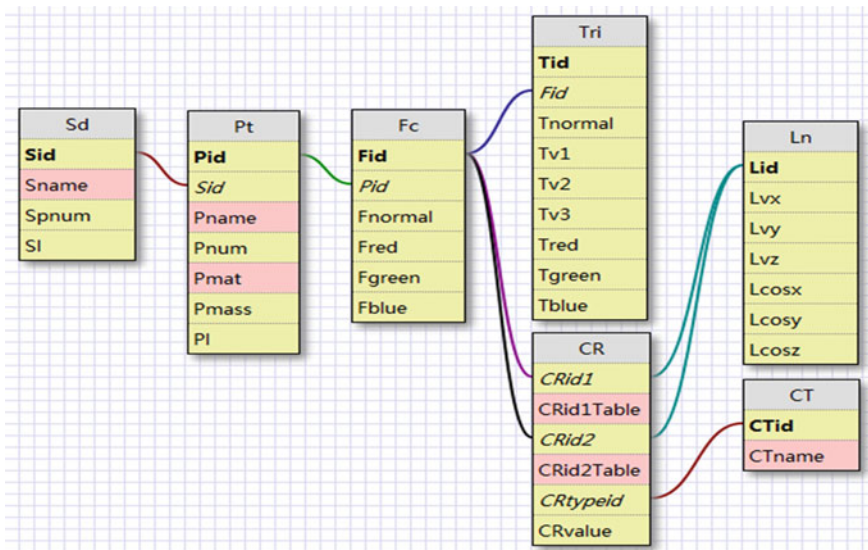 Sd
Sid
Sname
Spnum
SI
Pt
Pid
Sid
Pname
Pnum
Pmat
Pmass
PI
Fc
Fid
Pid
Fnormal
Fred
Fgreen
Fblue
Tri
Tid
Fid
Tnormal
Tv1
Tv2
Tv3
Tred
Tgreen
Tblue
CR
CRid1
CRid1Table
CRid2
CRid2Table
CRtypeid
CRvalue
Ln
Lid
Lvx
Lvy
Lvz
Lcosx
Lcosy
Lcosz
CT
CTid
CTname